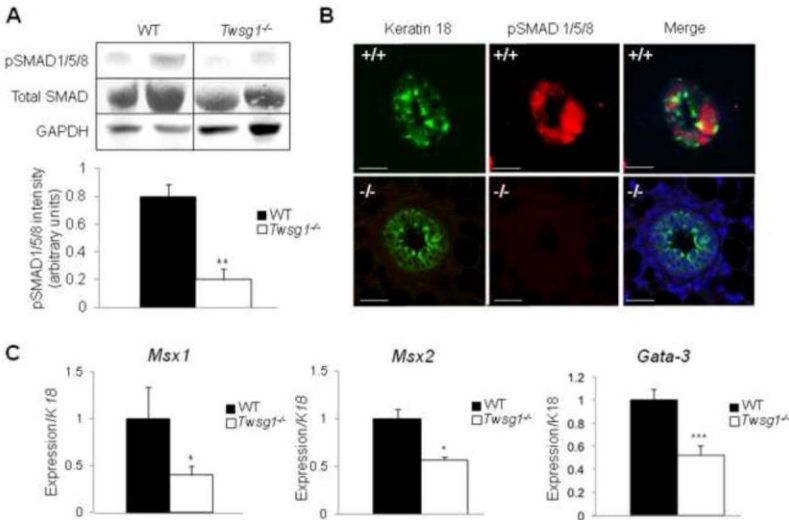 A
WT Twsg1-/-
pSMAD1/5/8
Total SMAD
GAPDH
pSMAD1/5/8 intensity
(arbitrary units)
1
0.8
0.6
0.4
0.2
0
**
WT
Twsg1-/-
B
Keratin 18 pSMAD 1/5/8 Merge
+/+ +/+ +/+
-/- -/- -/-
C
Msx1
Expression/K18
1.5
1
0.5
0
*
WT
Twsg1-/-
Msx2
Expression/K18
1.5
1
0.5
0
*
WT
Twsg1-/-
Gata-3
Expression/K18
1.2
1
0.8
0.6
0.4
0.2
0
***
WT
Twsg1-/-